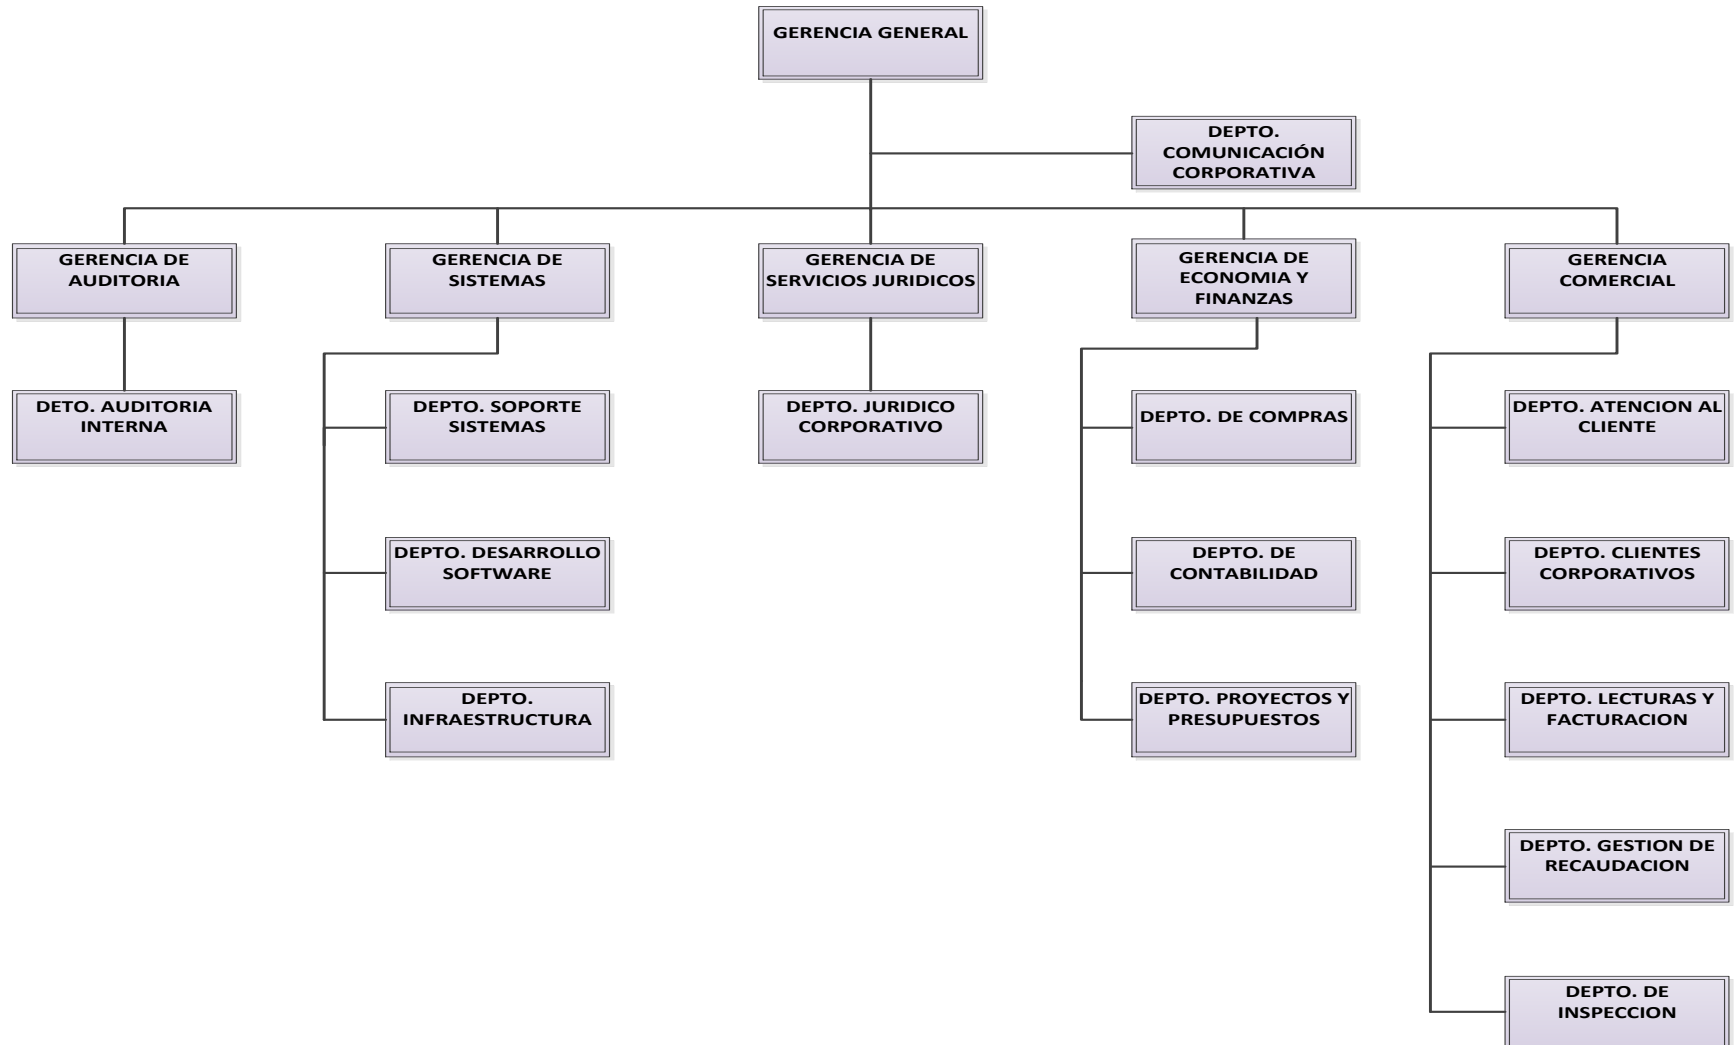 GERENCIA GENERAL
DEPTO.
COMUNICACIÓN
CORPORATIVA
GERENCIA DE
AUDITORIA
GERENCIA DE
SISTEMAS
GERENCIA DE
SERVICIOS JURIDICOS
GERENCIA DE
ECONOMIA Y
FINANZAS
GERENCIA
COMERCIAL
DETO. AUDITORIA
INTERNA
DEPTO. SOPORTE
SISTEMAS
DEPTO. JURIDICO
CORPORATIVO
DEPTO. DE COMPRAS
DEPTO. ATENCION AL
CLIENTE
DEPTO. DESARROLLO
SOFTWARE
DEPTO. DE
CONTABILIDAD
DEPTO. CLIENTES
CORPORATIVOS
DEPTO.
INFRAESTRUCTURA
DEPTO. PROYECTOS Y
PRESUPUESTOS
DEPTO. LECTURAS Y
FACTURACION
DEPTO. GESTION DE
RECAUDACION
DEPTO. DE
INSPECCION